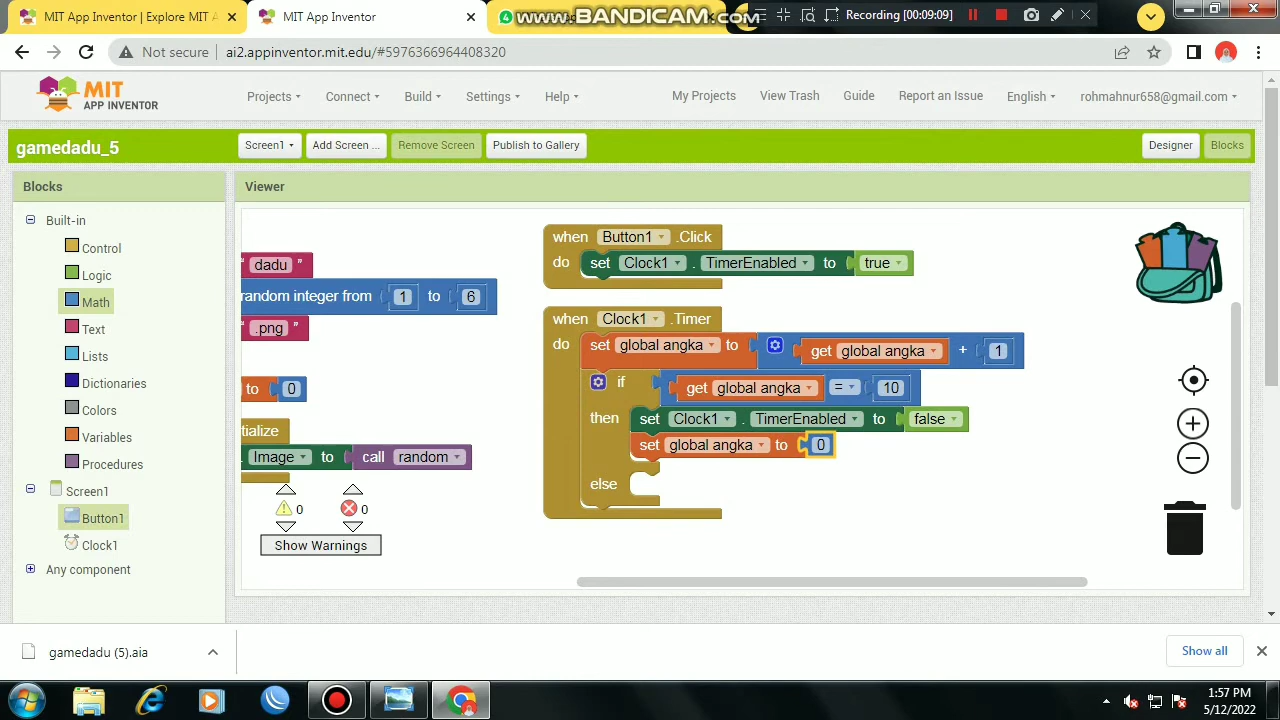 MIT App Inventor | Explore MIT A
MIT App Inventor
WWW.BANDICAM.COM
Recording [00:09:09]
Not secure
ai2.appinventor.mit.edu/#5976366964408320
MIT
APP INVENTOR
Projects
Connect
Build
Settings
Help
My Projects
View Trash
Guide
Report an Issue
English
rohmahnur658@gmail.com
gamedadu_5
Screen1
Add Screen ...
Remove Screen
Publish to Gallery
Designer
Blocks
Blocks
Viewer
Built-in
Control
Logic
Math
Text
Lists
Dictionaries
Colors
Variables
Procedures
Screen1
Button1
Clock1
Any component
" dadu "
random integer from 1 to 6
" .png "
to 0
tialize
Image to call random
0
0
Show Warnings
when Button1 .Click
do set Clock1 . TimerEnabled to true
when Clock1 .Timer
do set global angka to get global angka + 1
if get global angka = 10
then set Clock1 . TimerEnabled to false
set global angka to 0
else
gamedadu (5).aia
Show all
1:57 PM
5/12/2022